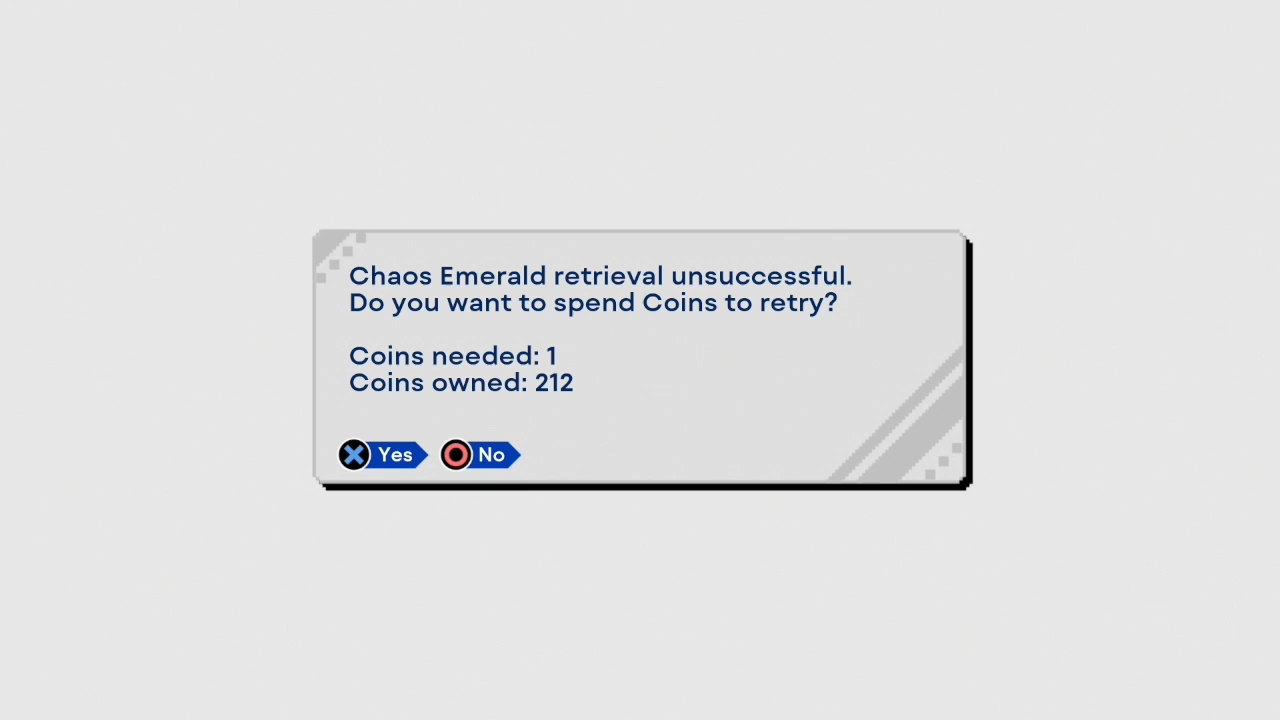 Chaos Emerald retrieval unsuccessful.
Do you want to spend Coins to retry?
Coins needed: 1
Coins owned: 212
Yes No